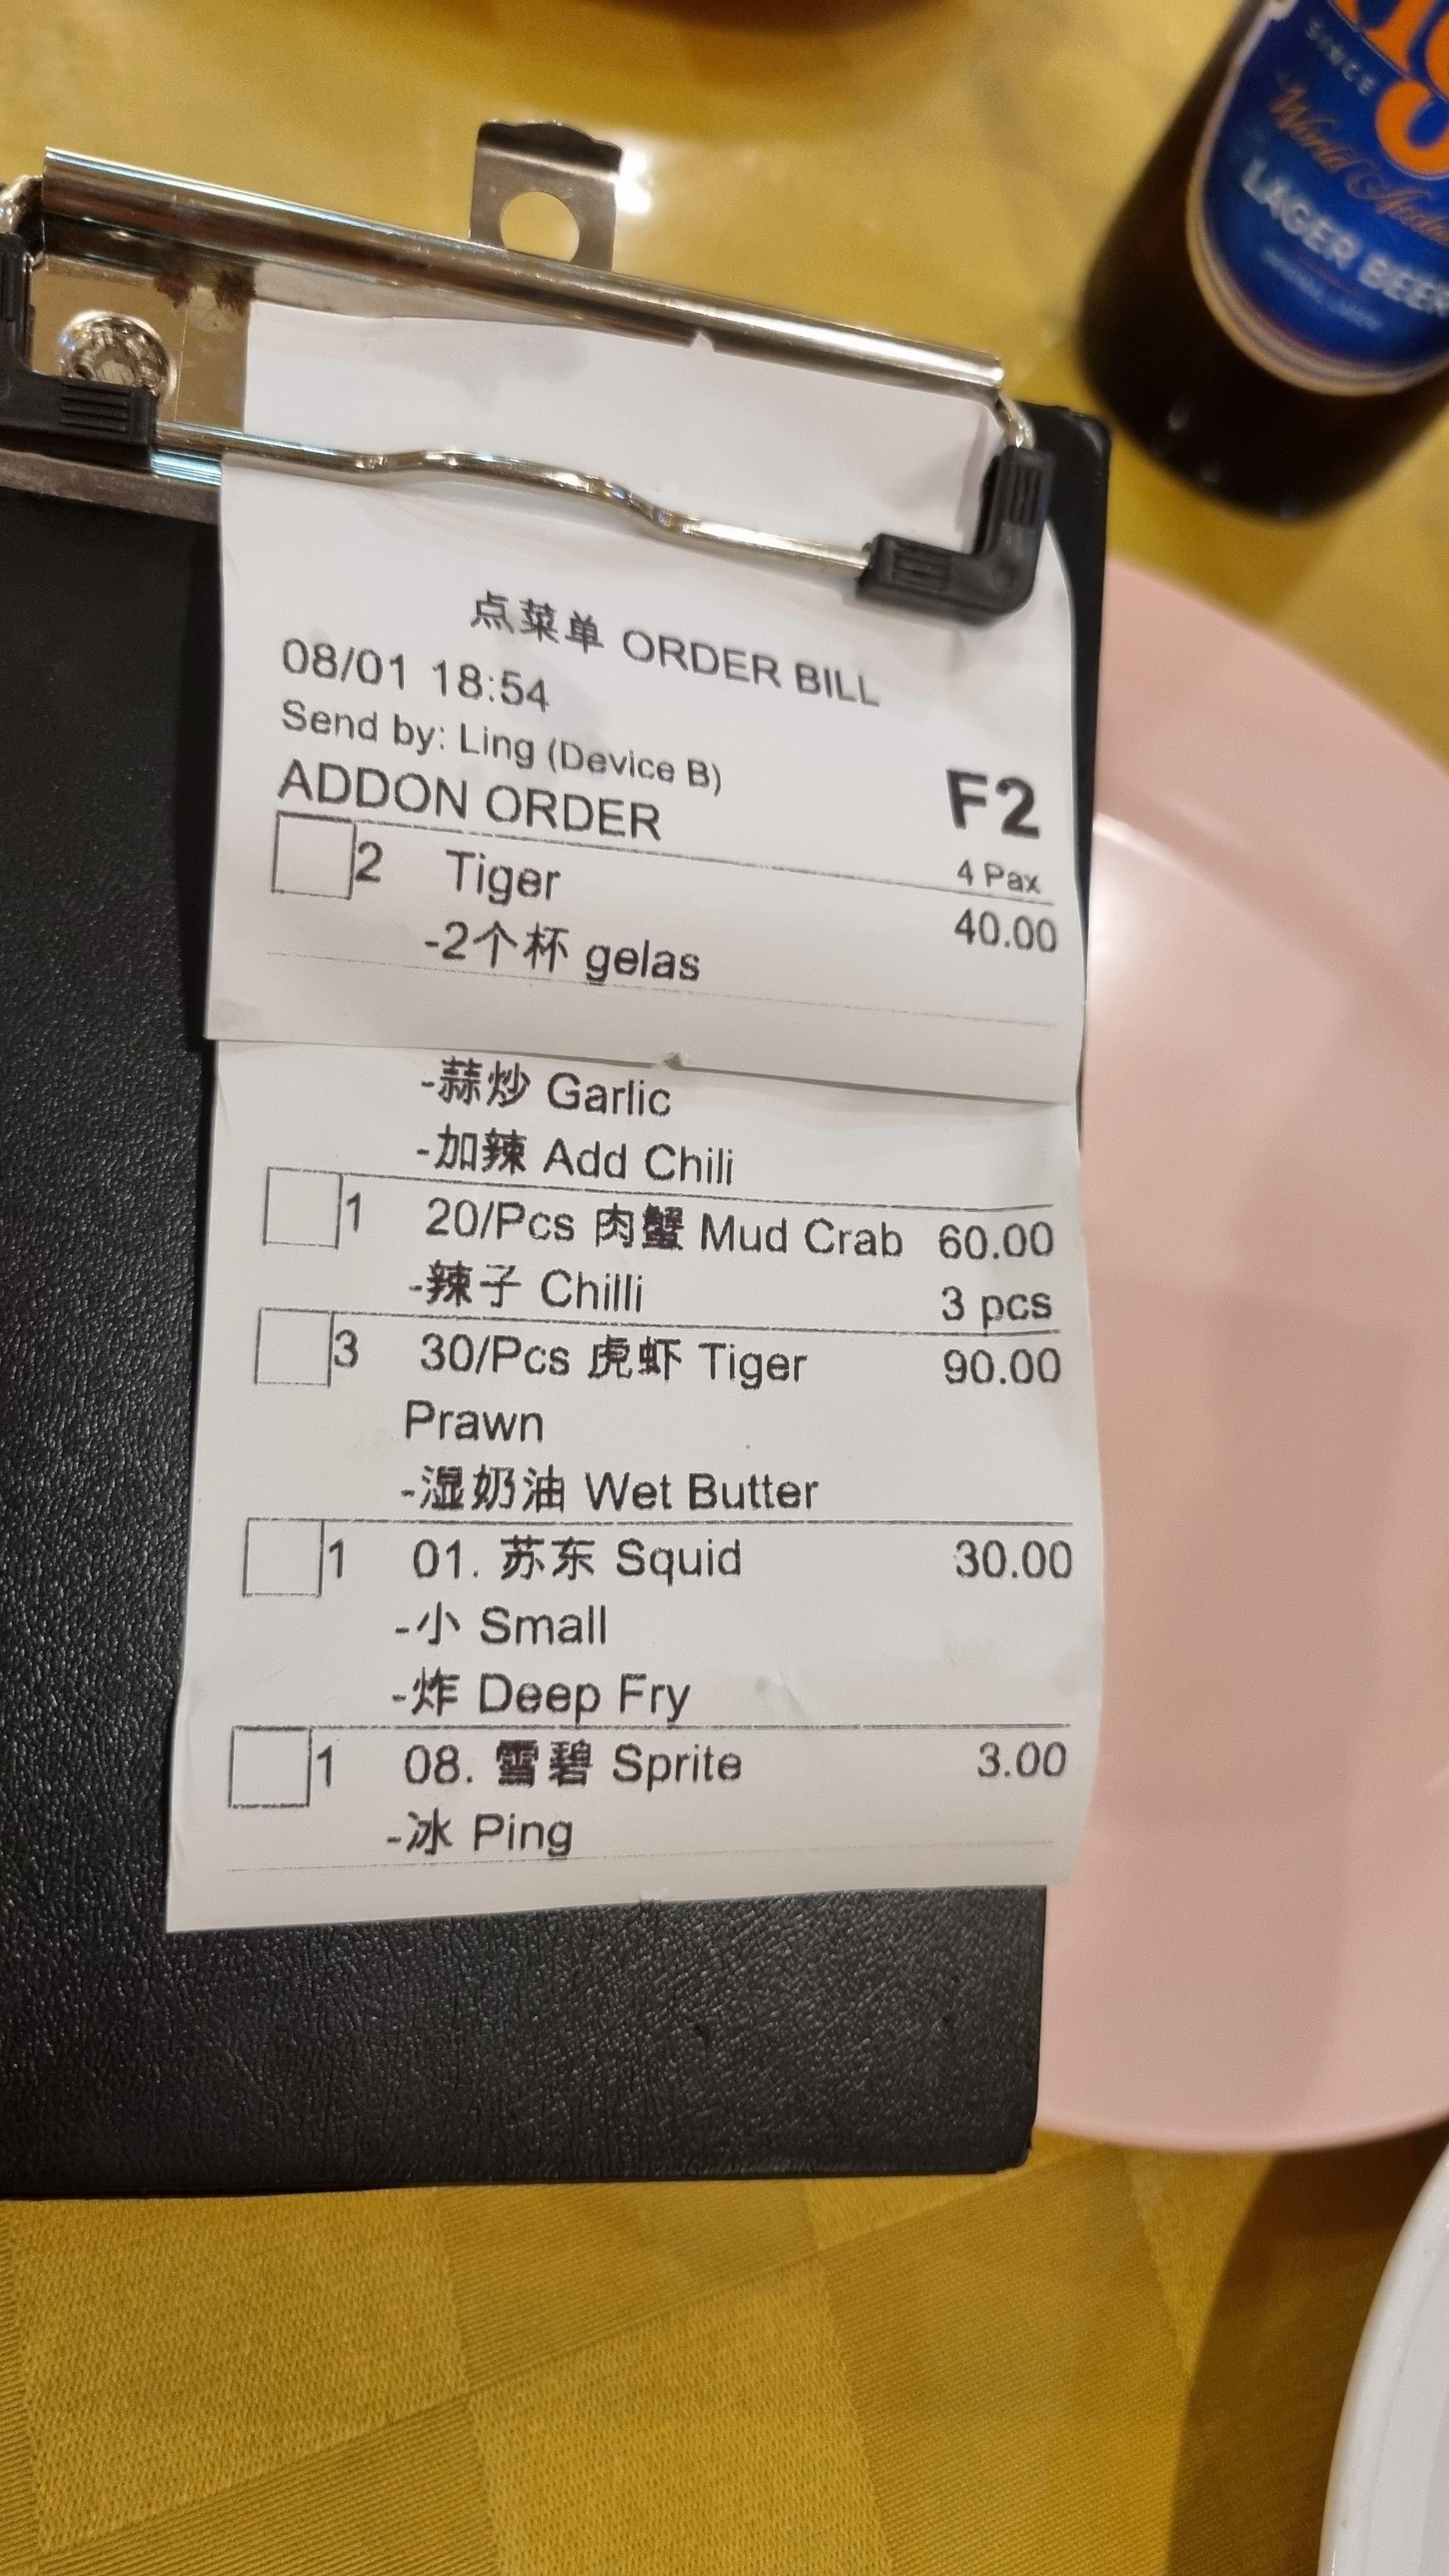 SINCE
World Acclaimed
LAGER BEER
点菜单 ORDER BILL
08/01 18:54
Send by: Ling (Device B)
ADDON ORDER
F2
4 Pax
2 Tiger 40.00
-2个杯 gelas
-蒜炒 Garlic
-加辣 Add Chili
1 20/Pcs 肉蟹 Mud Crab 60.00
-辣子 Chilli 3 pcs
3 30/Pcs 虎虾 Tiger 90.00
Prawn
-湿奶油 Wet Butter
1 01. 苏东 Squid 30.00
-小 Small
-炸 Deep Fry
1 08. 雪碧 Sprite 3.00
-冰 Ping